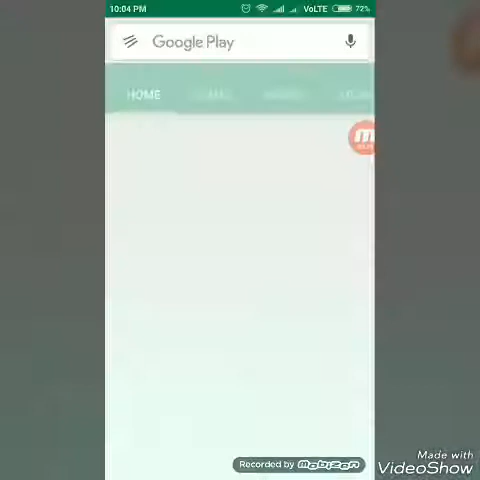 10:04 PM VoLTE 72%
Google Play
HOME
Recorded by mobizen
Made with
VideoShow